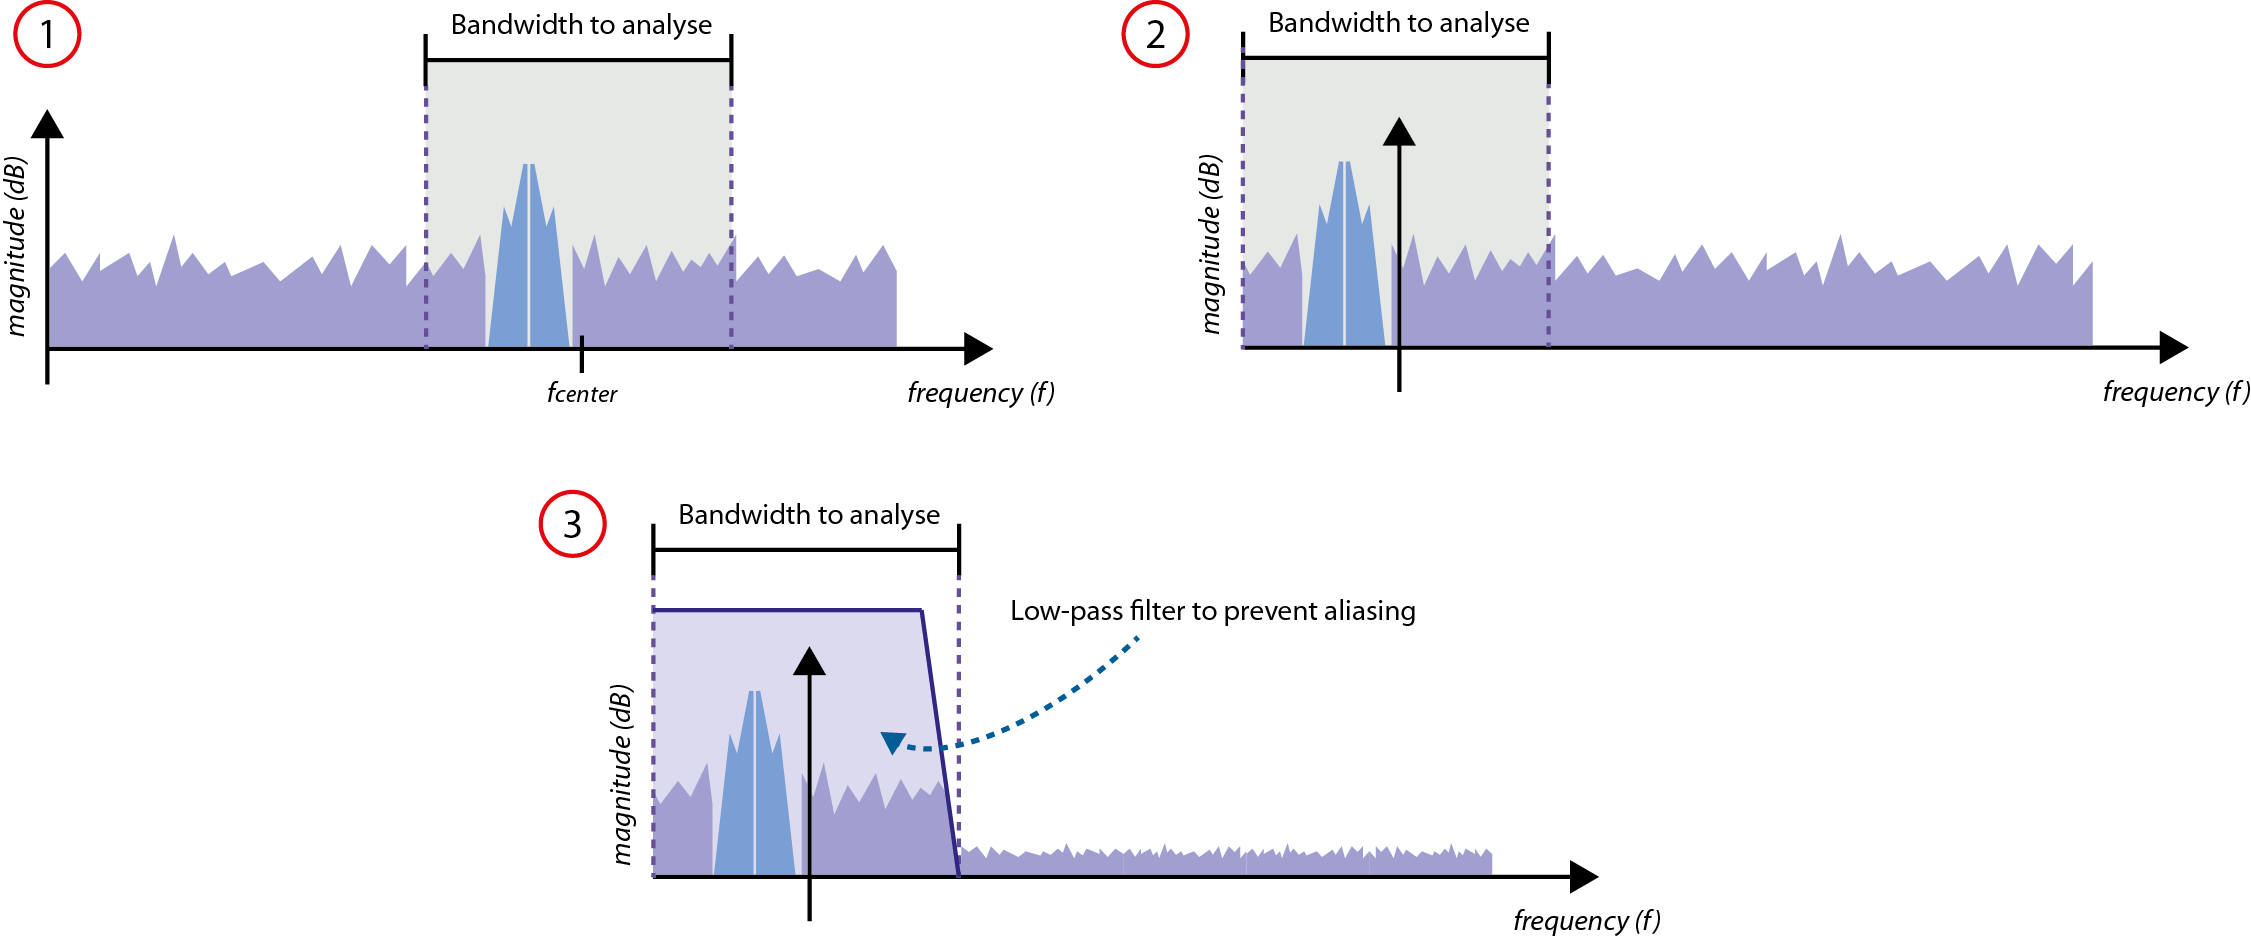 1
Bandwidth to analyse
magnitude (dB)
fcenter
frequency (f)
2
Bandwidth to analyse
magnitude (dB)
frequency (f)
3
Bandwidth to analyse
Low-pass filter to prevent aliasing
magnitude (dB)
frequency (f)